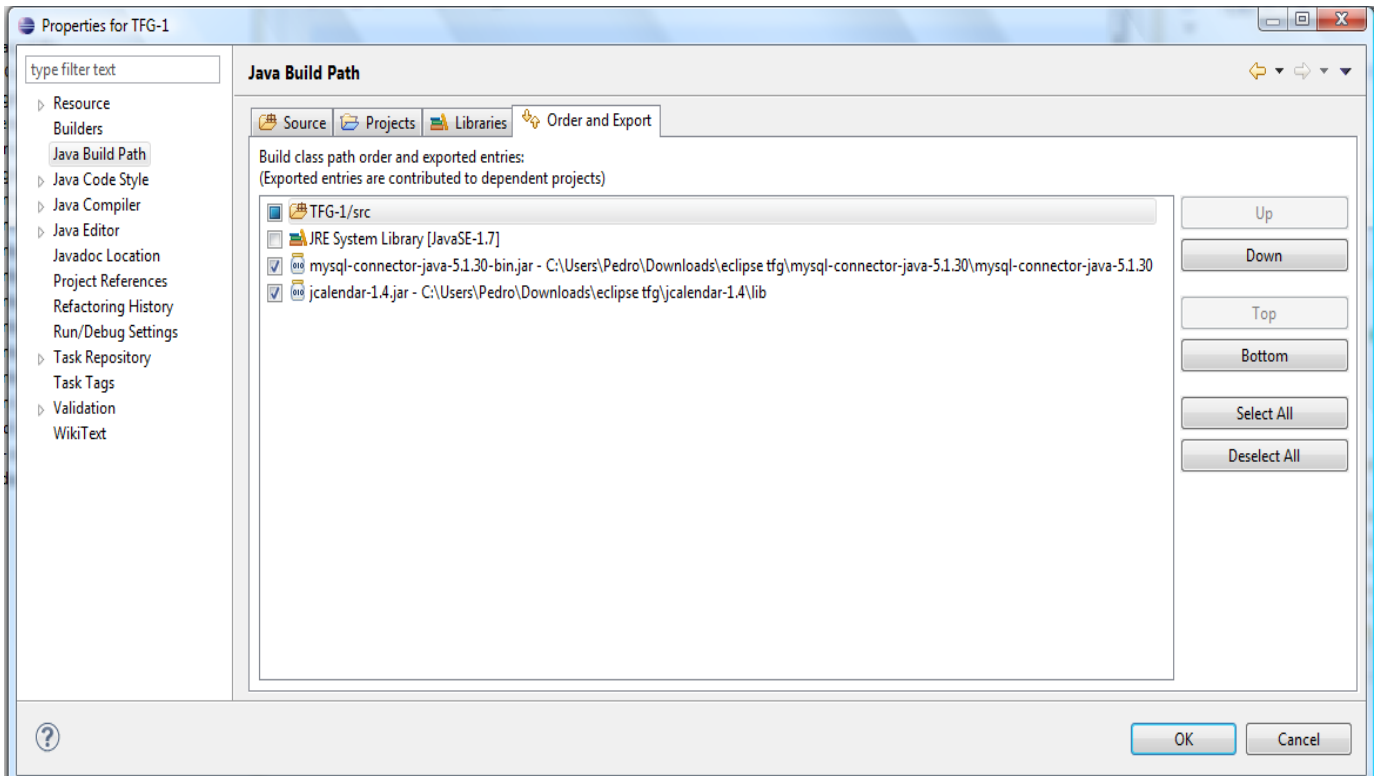 Properties for TFG-1
type filter text
Resource
Builders
Java Build Path
Java Code Style
Java Compiler
Java Editor
Javadoc Location
Project References
Refactoring History
Run/Debug Settings
Task Repository
Task Tags
Validation
WikiText
Java Build Path
Source Projects Libraries Order and Export
Build class path order and exported entries:
(Exported entries are contributed to dependent projects)
TFG-1/src
JRE System Library [JavaSE-1.7]
mysql-connector-java-5.1.30-bin.jar - C:\Users\Pedro\Downloads\eclipse tfg\mysql-connector-java-5.1.30\mysql-connector-java-5.1.30
jcalendar-1.4.jar - C:\Users\Pedro\Downloads\eclipse tfg\jcalendar-1.4\lib
Up
Down
Top
Bottom
Select All
Deselect All
OK Cancel